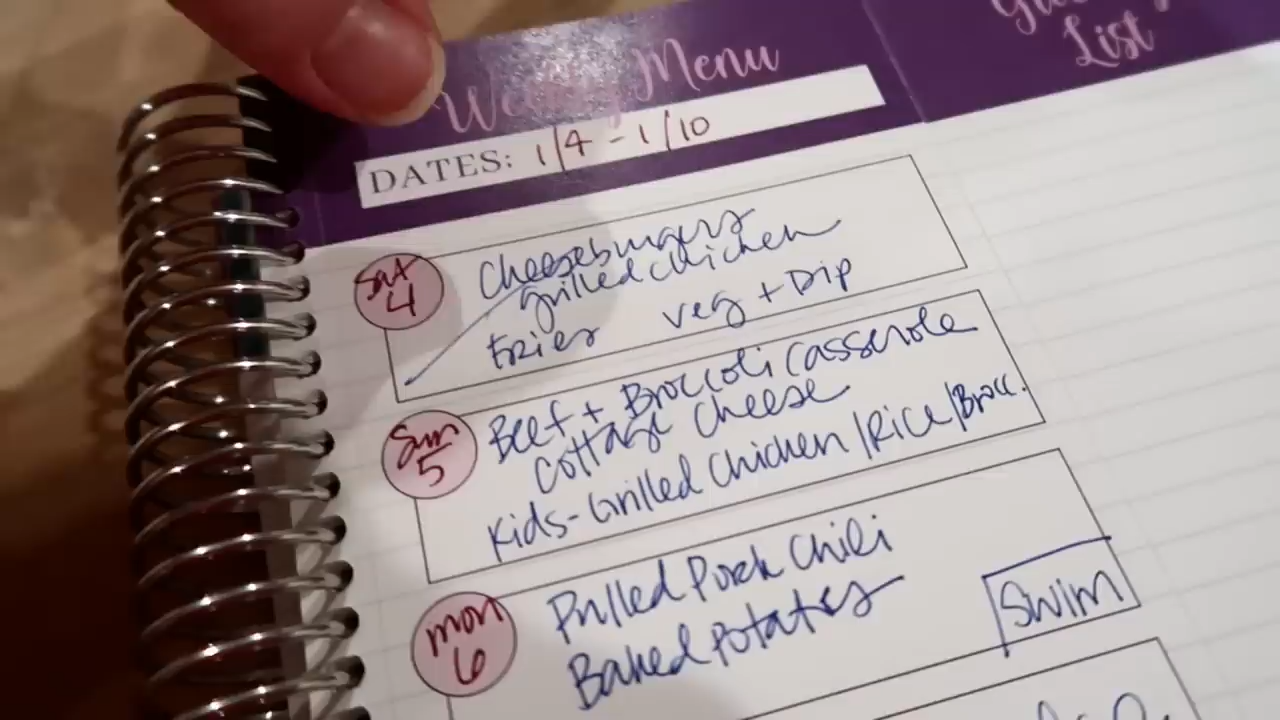 Weekly Menu
List
DATES: 1/4 - 1/10
Sat
4
Cheeseburgers
grilled chicken
Fries veg + Dip
Sun
5
Beef + Broccoli Casserole
Cottage Cheese
Kids - Grilled Chicken / Rice / Brocc.
mon
6
Pulled Pork Chili
Baked Potatoes
Swim